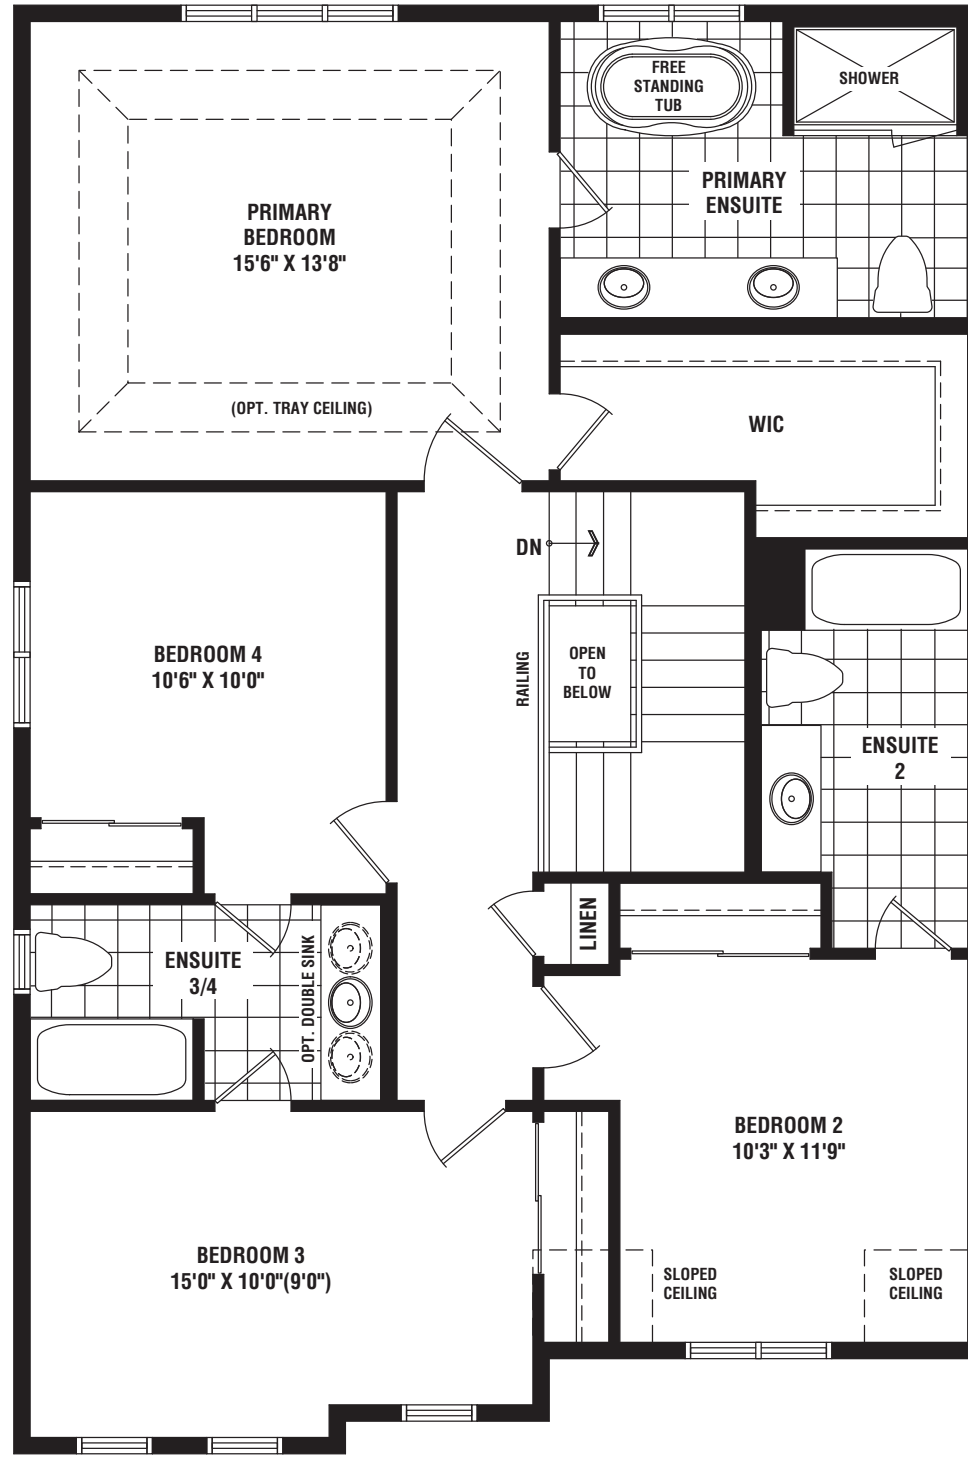 FREE
STANDING
TUB
SHOWER
PRIMARY
ENSUITE
PRIMARY
BEDROOM
15'6" X 13'8"
(OPT. TRAY CEILING)
WIC
DN
RAILING
OPEN
TO
BELOW
BEDROOM 4
10'6" X 10'0"
ENSUITE
2
LINEN
ENSUITE
3/4
OPT. DOUBLE SINK
BEDROOM 2
10'3" X 11'9"
BEDROOM 3
15'0" X 10'0"(9'0")
SLOPED
CEILING
SLOPED
CEILING